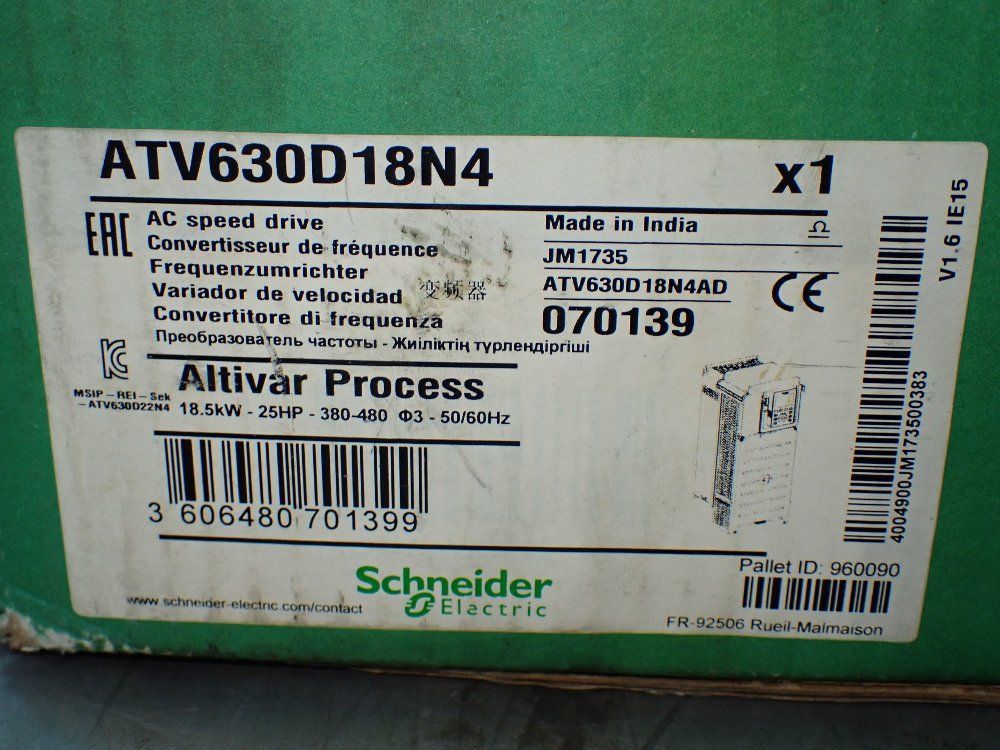 ATV630D18N4
x1
EAC
AC speed drive
Convertisseur de fréquence
Frequenzumrichter
Variador de velocidad 变频器
Convertitore di frequenza
Преобразователь частоты - Жиіліктің түрлендіргіші
Made in India
JM1735
ATV630D18N4AD
070139
CE
V1.6 IE15
4004900JM173500383
MSIP-REI-Sek
-ATV630D22N4
Altivar Process
18.5kW - 25HP - 380-480 Φ3 - 50/60Hz
3 606480 701399
Pallet ID: 960090
Schneider
Electric
www.schneider-electric.com/contact
FR-92506 Rueil-Malmaison